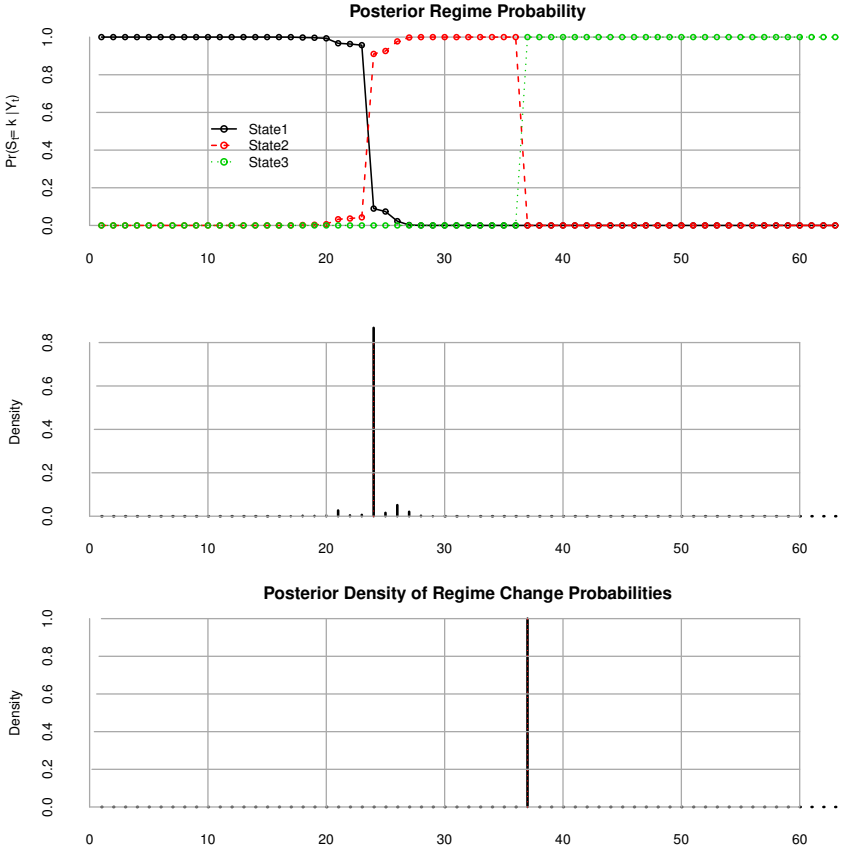 Posterior Regime Probability
Pr(Sₜ= k |Yₜ)
1.0
0.8
0.6
0.4
0.2
0.0
State1
State2
State3
0 10 20 30 40 50 60
Density
0.8
0.6
0.4
0.2
0.0
0 10 20 30 40 50 60
Posterior Density of Regime Change Probabilities
Density
1.0
0.8
0.6
0.4
0.2
0.0
0 10 20 30 40 50 60